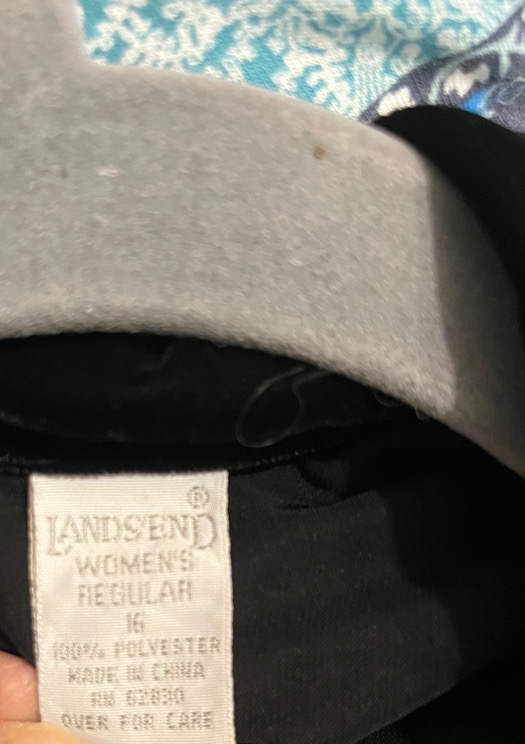 ®
LANDS'END
WOMEN'S
REGULAR
16
100% POLYESTER
MADE IN CHINA
RN 62830
OVER FOR CARE